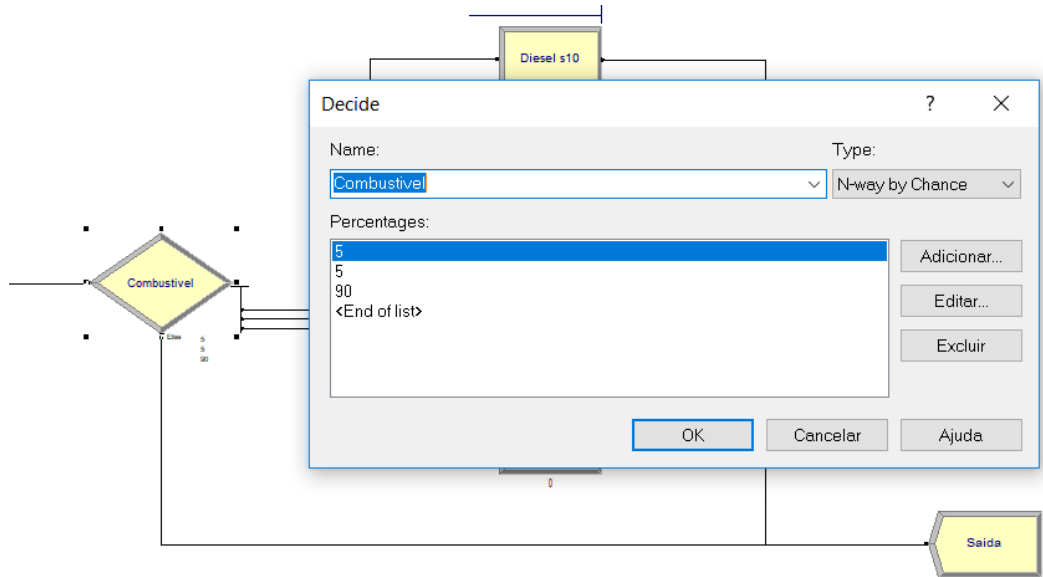 Diesel s10
Decide
?
Name:
Type:
Combustivel
N-way by Chance
Percentages:
5
5
90
<End of list>
Adicionar...
Editar...
Excluir
OK
Cancelar
Ajuda
Combustivel
Else
5
5
90
0
Saida